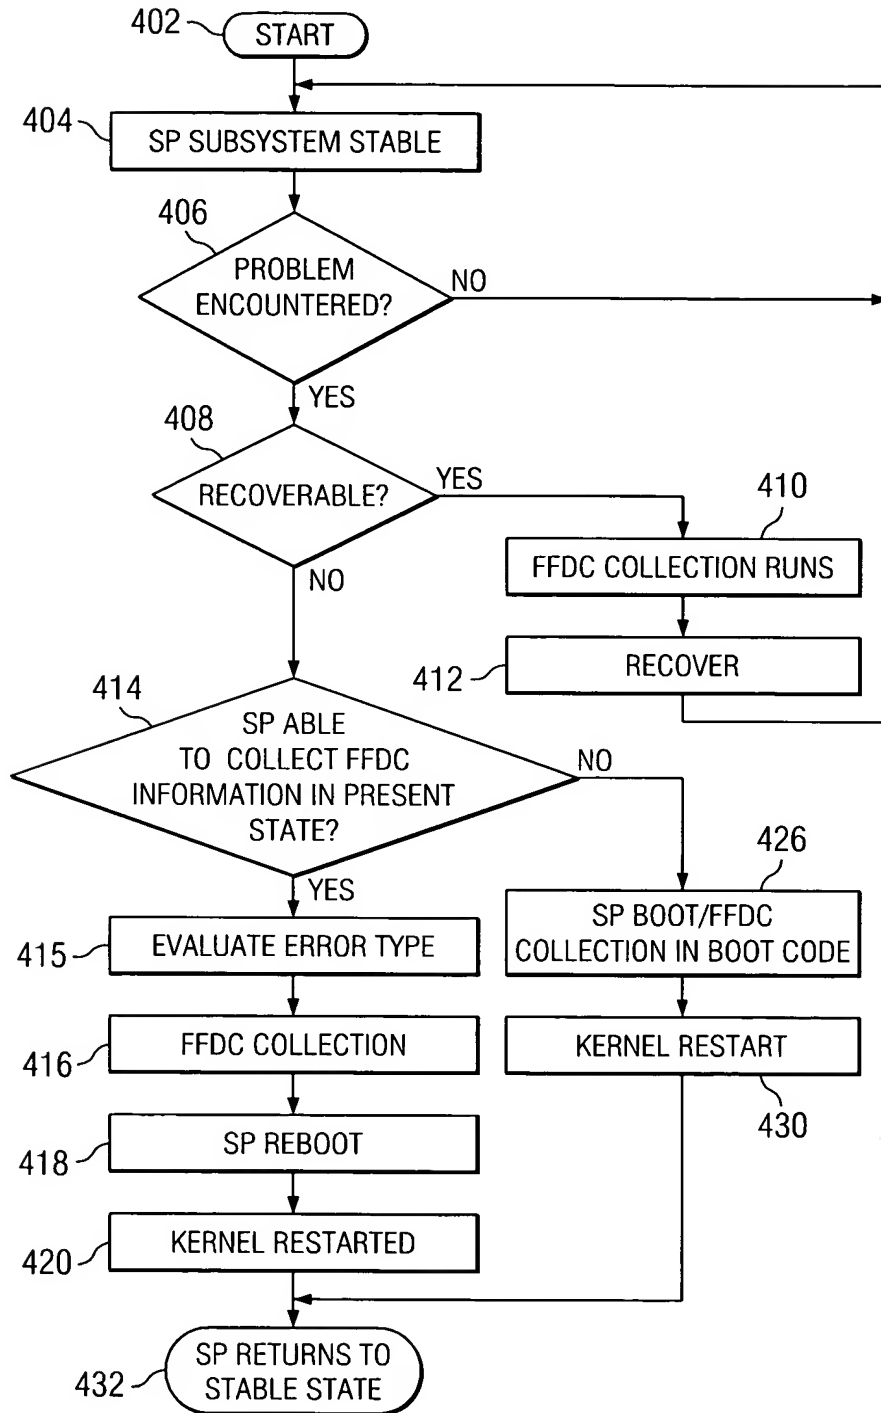 402
START
404
SP SUBSYSTEM STABLE
406
PROBLEM
ENCOUNTERED?
NO
YES
408
RECOVERABLE?
YES
NO
410
FFDC COLLECTION RUNS
412
RECOVER
414
SP ABLE
TO COLLECT FFDC
INFORMATION IN PRESENT
STATE?
NO
YES
426
SP BOOT/FFDC
COLLECTION IN BOOT CODE
415
EVALUATE ERROR TYPE
416
FFDC COLLECTION
KERNEL RESTART
430
418
SP REBOOT
420
KERNEL RESTARTED
432
SP RETURNS TO
STABLE STATE